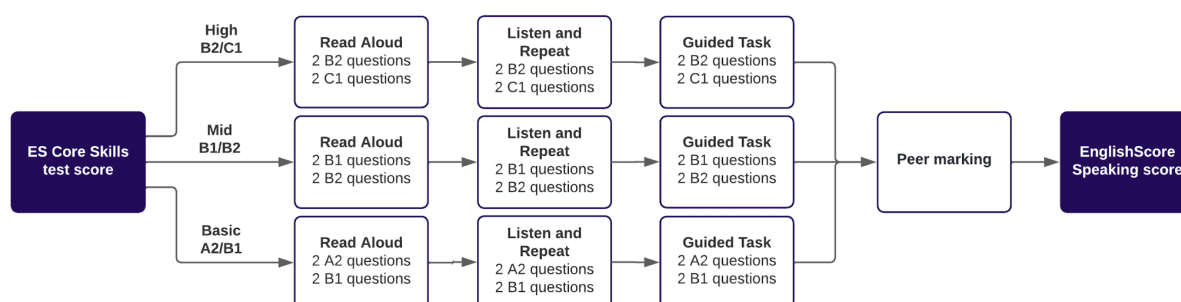 High
B2/C1
Read Aloud
2 B2 questions
2 C1 questions
Listen and
Repeat
2 B2 questions
2 C1 questions
Guided Task
2 B2 questions
2 C1 questions
ES Core Skills
test score
Mid
B1/B2
Read Aloud
2 B1 questions
2 B2 questions
Listen and
Repeat
2 B1 questions
2 B2 questions
Guided Task
2 B1 questions
2 B2 questions
Peer marking
EnglishScore
Speaking score
Basic
A2/B1
Read Aloud
2 A2 questions
2 B1 questions
Listen and
Repeat
2 A2 questions
2 B1 questions
Guided Task
2 A2 questions
2 B1 questions